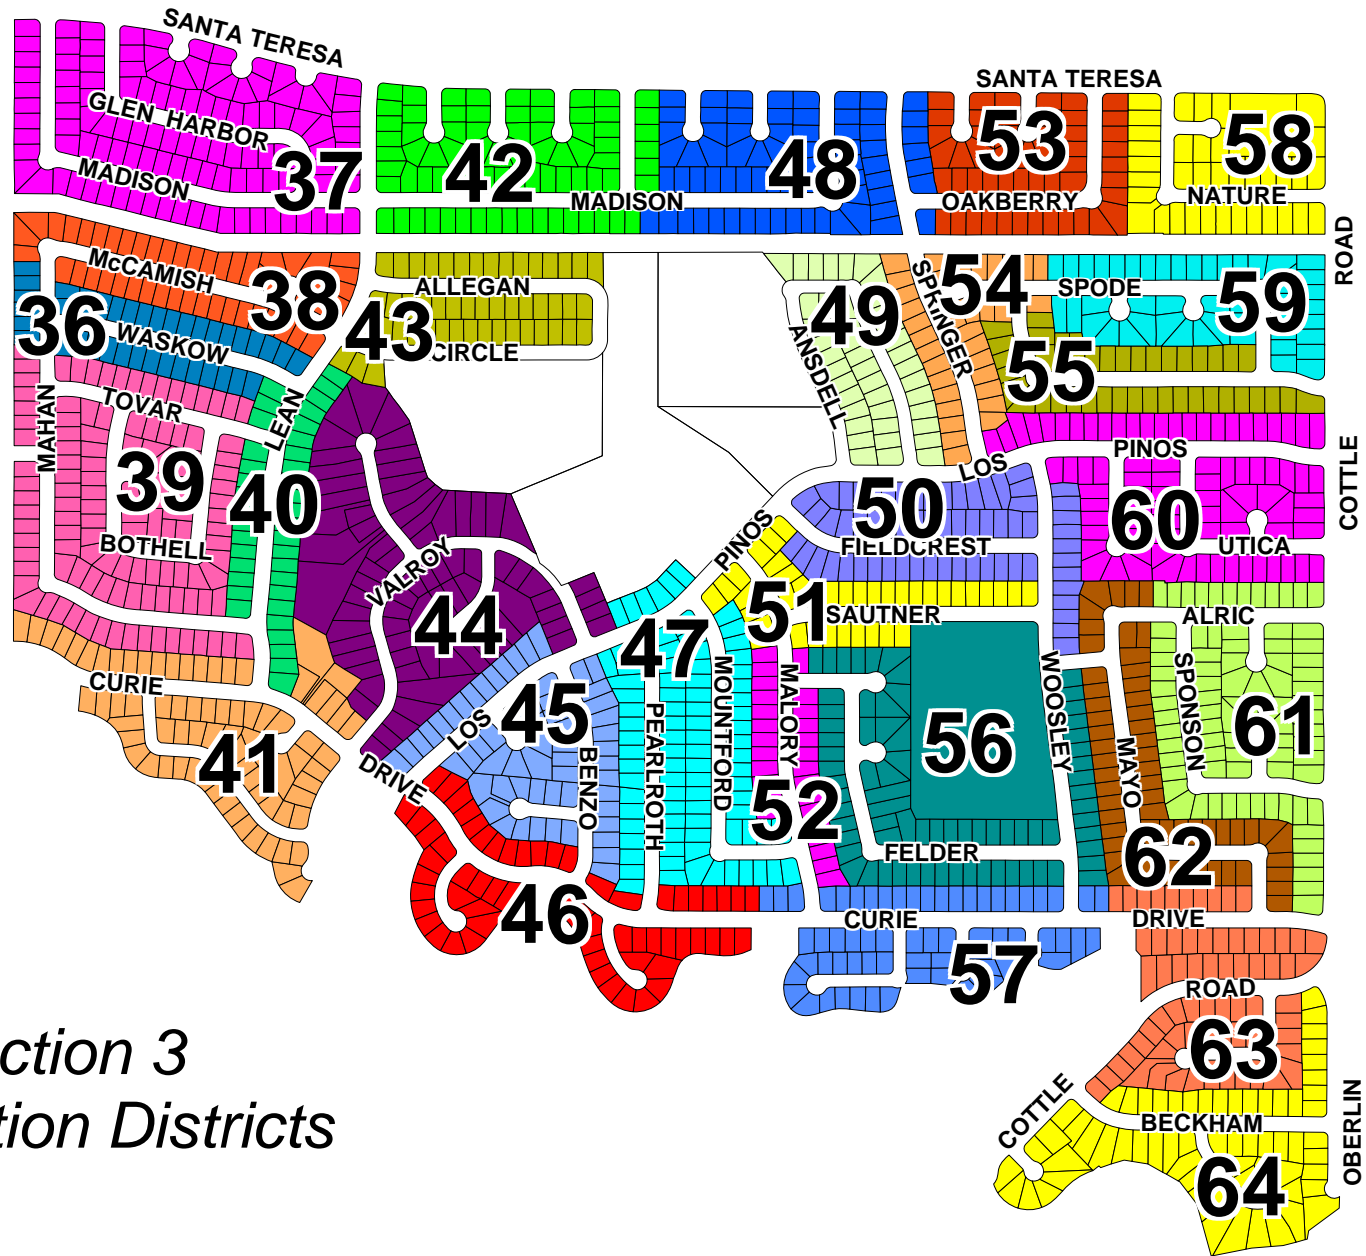 SANTA TERESA
SANTA TERESA
GLEN HARBOR
37
42
48
53
58
MADISON
MADISON
OAKBERRY
NATURE
ROAD
McCAMISH
38
ALLEGAN
43
CIRCLE
36
WASKOW
49
ANSDELL
SPRINGER
54
SPODE
59
55
MAHAN
TOVAR
LEAN
39
40
BOTHELL
LOS
PINOS
COTTLE
50
60
PINOS
FIELDCREST
UTICA
VALROY
44
51
SAUTNER
ALRIC
47
CURIE
41
DRIVE
LOS
45
BENZO
PEARLROTH
MOUNTFORD
MALORY
52
56
WOOSLEY
MAYO
SPONSON
61
FELDER
62
46
CURIE
DRIVE
57
ROAD
63
COTTLE
BECKHAM
OBERLIN
64
ction 3
tion Districts